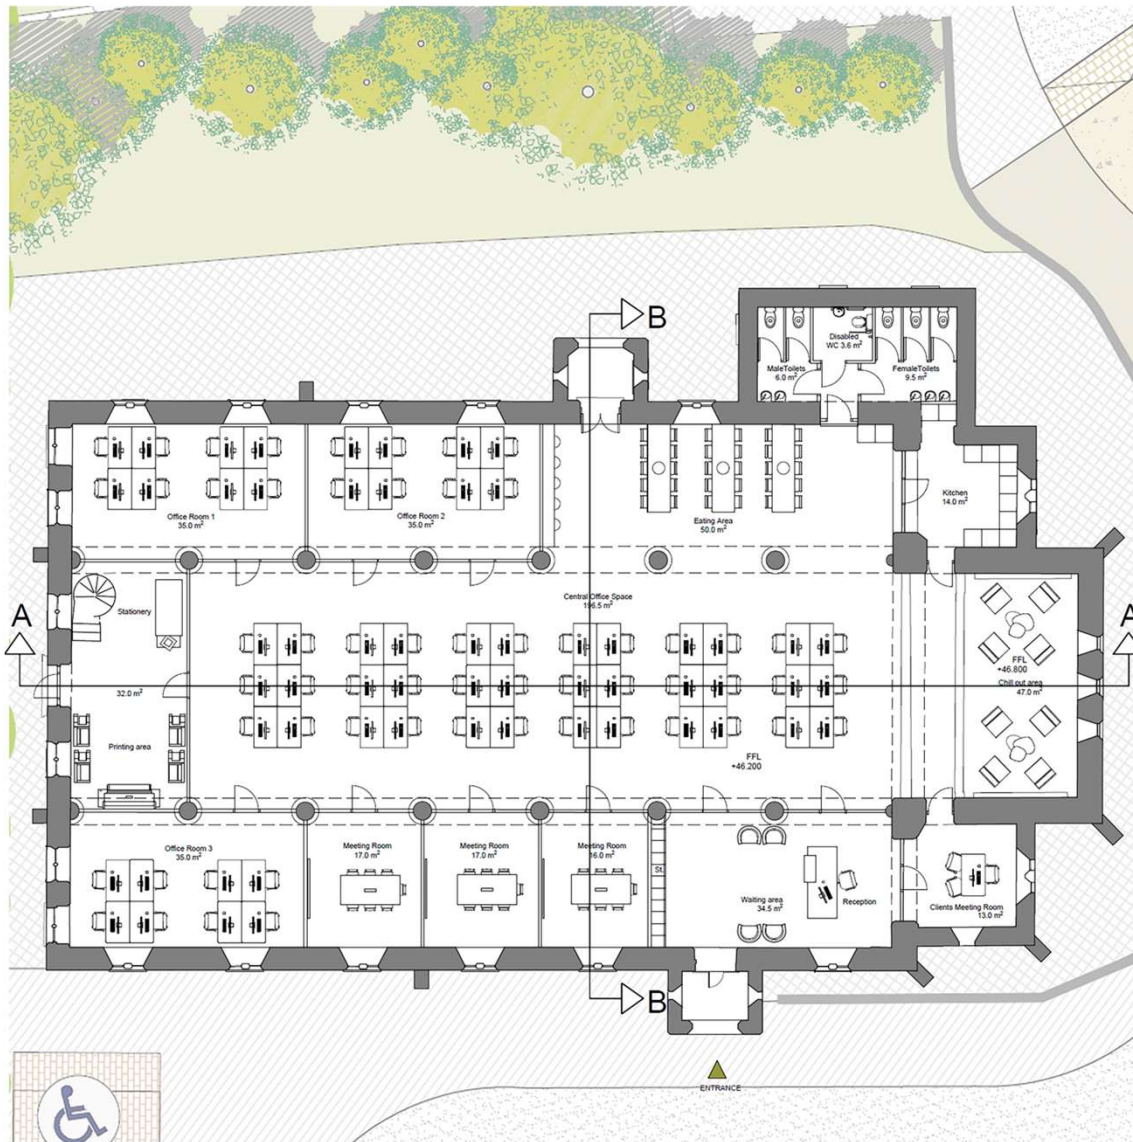 B
Disabled
WC 3.6 m²
MaleToilets
6.0 m²
FemaleToilets
9.5 m²
Office Room 1
35.0 m²
Office Room 2
35.0 m²
Eating Area
50.0 m²
Kitchen
14.0 m²
Stationery
Central Office Space
196.5 m²
A
A
FFL
+46.800
Chill out area
47.0 m²
32.0 m²
Printing area
FFL
+46.200
Office Room 3
35.0 m²
Meeting Room
17.0 m²
Meeting Room
17.0 m²
Meeting Room
16.0 m²
St.
Waiting area
34.5 m²
Reception
Clients Meeting Room
13.0 m²
B
ENTRANCE